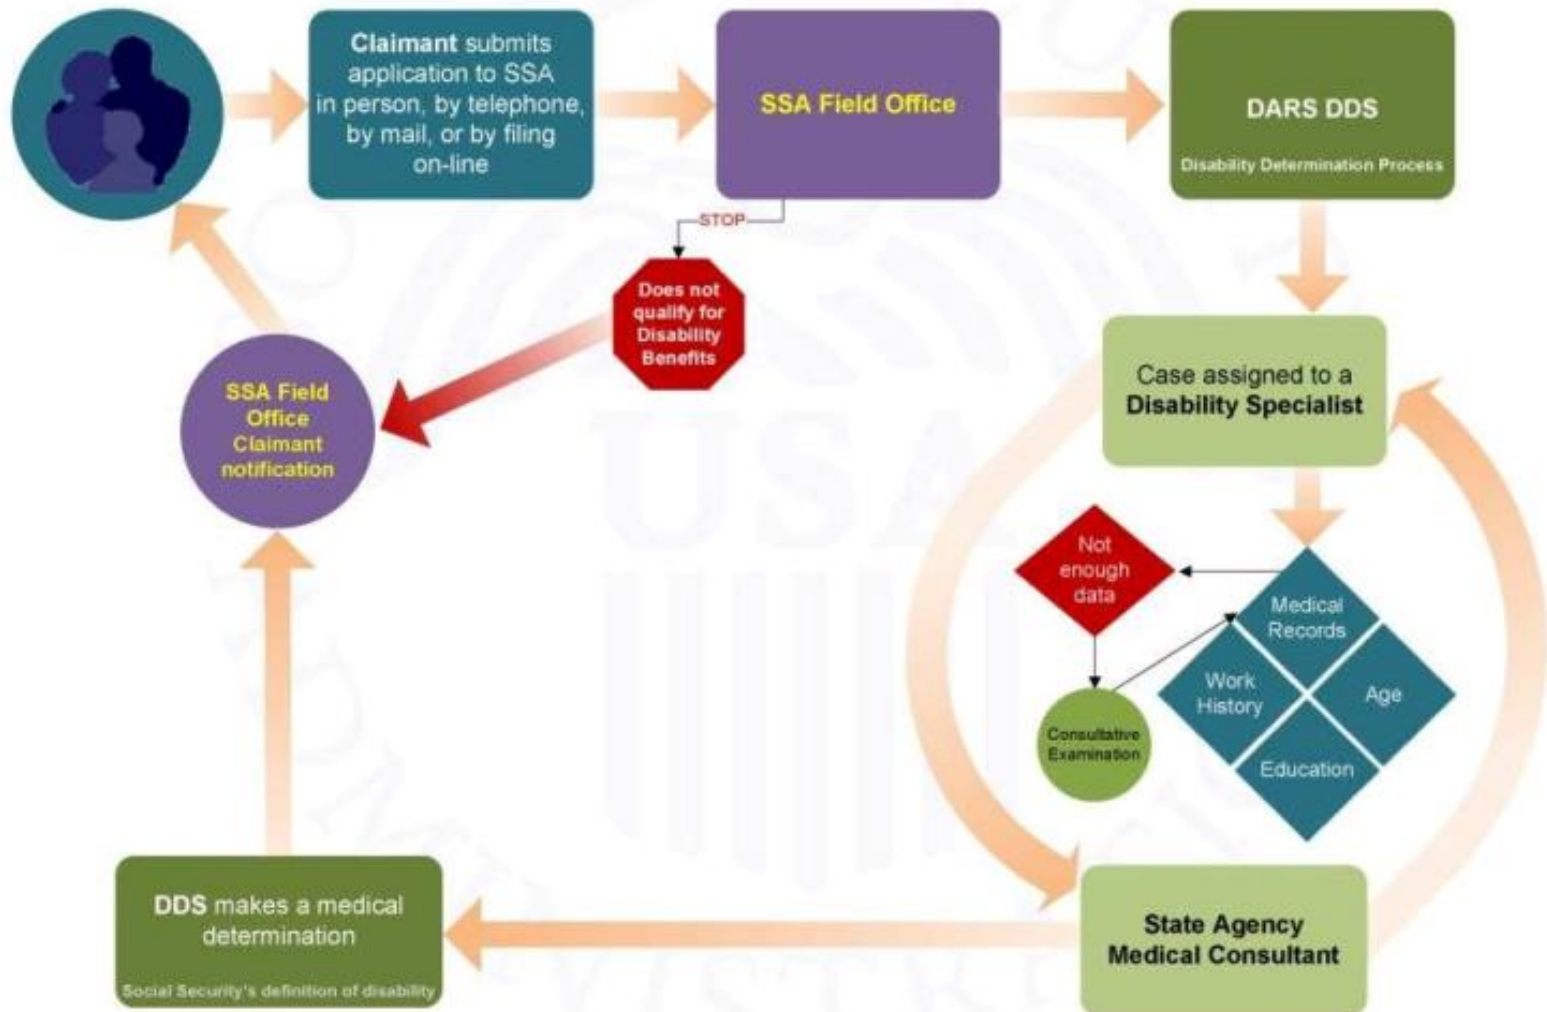 Claimant submits
application to SSA
in person, by telephone,
by mail, or by filing
on-line
SSA Field Office
DARS DDS
Disability Determination Process
STOP
Does not
qualify for
Disability
Benefits
SSA Field
Office
Claimant
notification
Case assigned to a
Disability Specialist
Not
enough
data
Medical
Records
Work
History
Age
Education
Consultative
Examination
State Agency
Medical Consultant
DDS makes a medical
determination
Social Security's definition of disability
USA